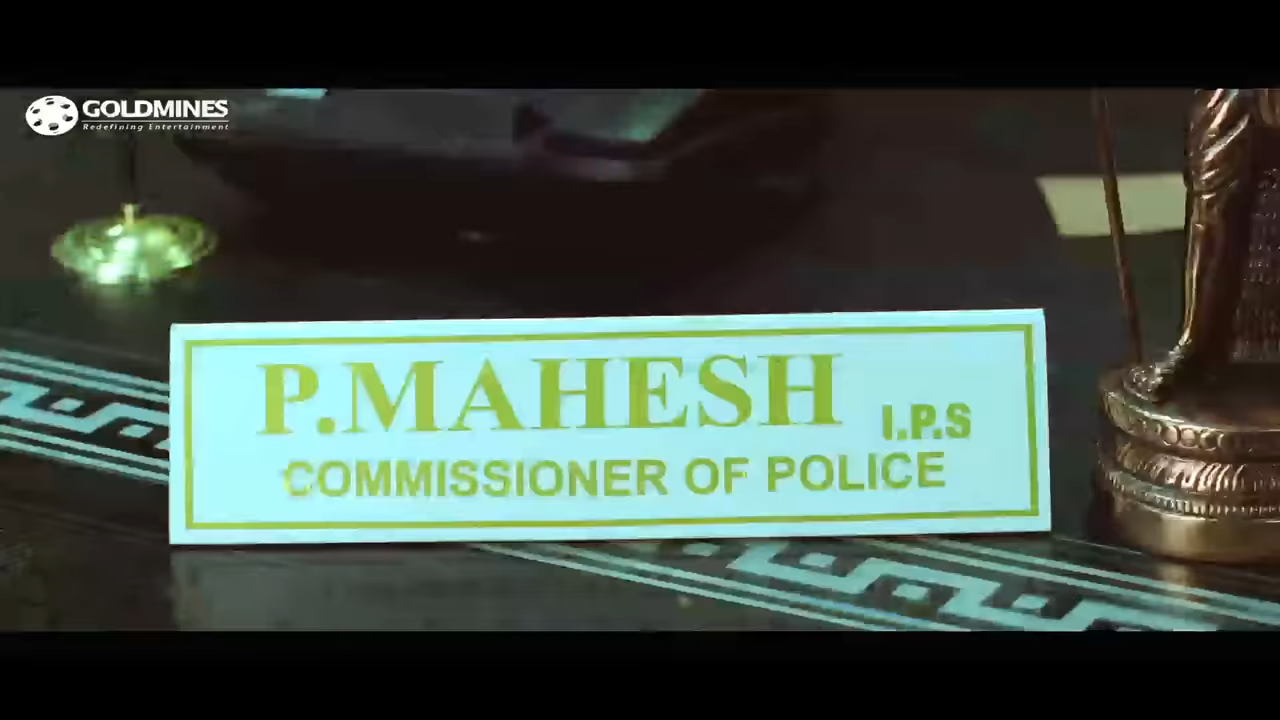 GOLDMINES
Redefining Entertainment
P.MAHESH I.P.S
COMMISSIONER OF POLICE